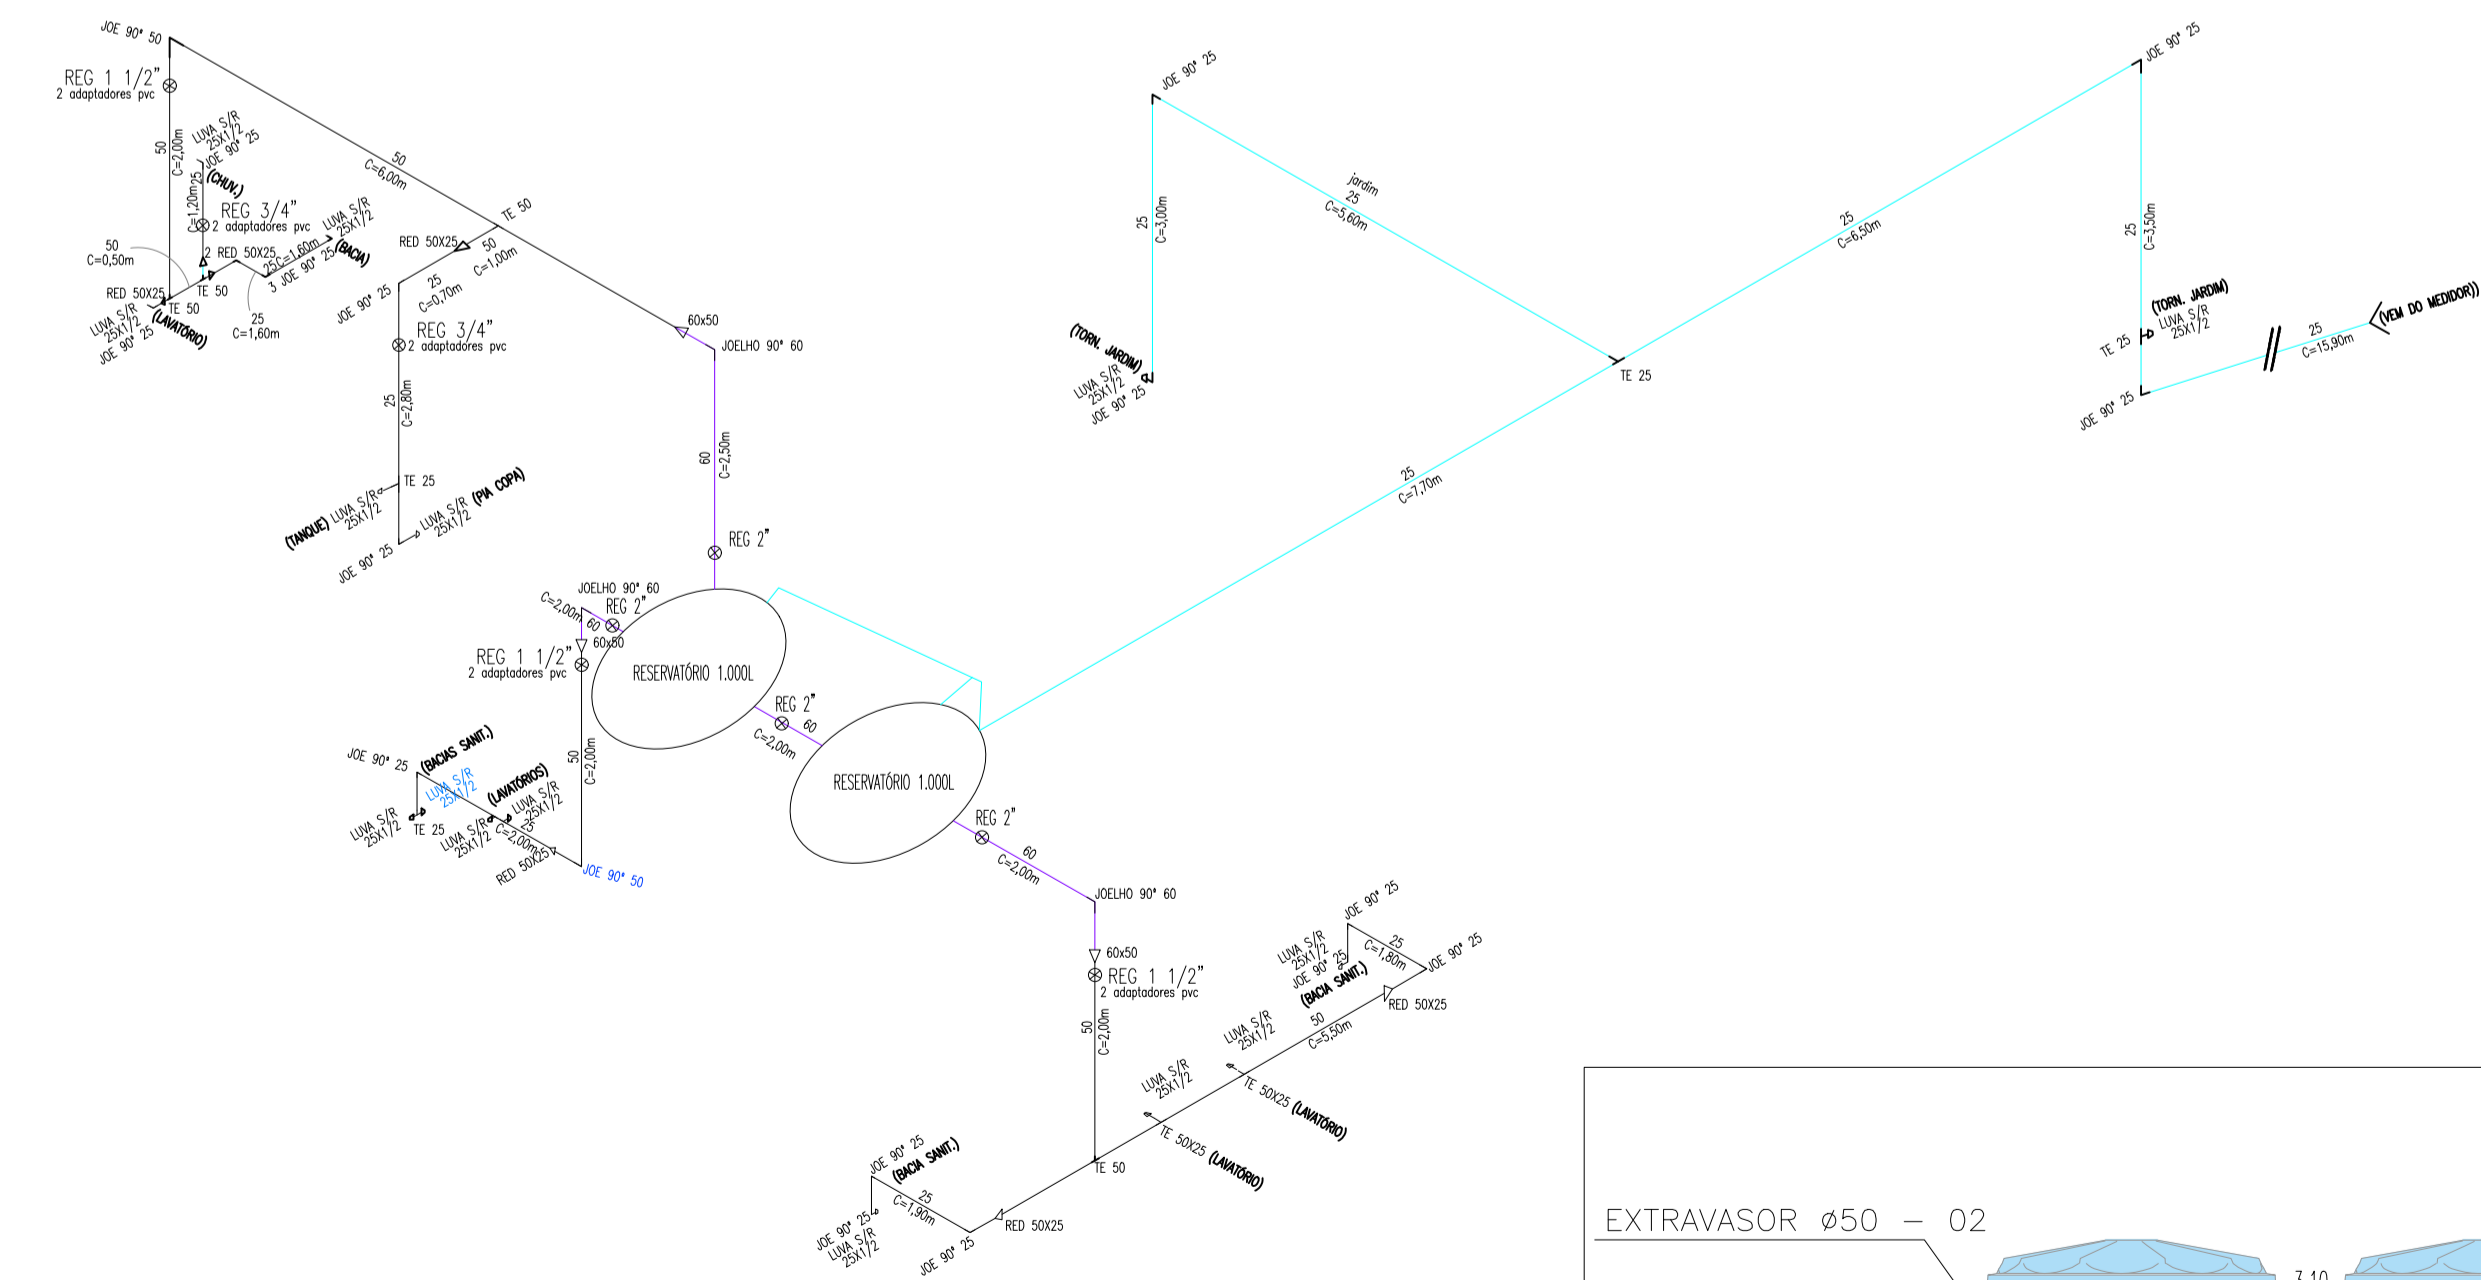 JOE 90° 50
REG 1 1/2"
2 adaptadores pvc
50
C=2,00m
LUVA S/R
25X1/2
JOE 90° 25
(CHUV.)
25
C=1,20m
REG 3/4"
2 adaptadores pvc
LUVA S/R
25X1/2
(BACIA)
50
C=0,50m
2 RED 50X25
25
C=1,60m
3 JOE 90° 25
RED 50X25
TE 50
TE 50
LUVA S/R
25X1/2
JOE 90° 25
(LAVATÓRIO)
25
C=1,60m
50
C=6,00m
TE 50
RED 50X25
50
C=1,00m
25
C=0,70m
JOE 90° 25
REG 3/4"
2 adaptadores pvc
25
C=2,80m
TE 25
(TANQUE) LUVA S/R
25X1/2
LUVA S/R (PIA COPA)
25X1/2
JOE 90° 25
60x50
JOELHO 90° 60
60
C=2,50m
REG 2"
JOELHO 90° 60
C=2,00m
60
REG 2"
60x50
REG 1 1/2"
2 adaptadores pvc
RESERVATÓRIO 1.000L
REG 2"
60
C=2,00m
RESERVATÓRIO 1.000L
50
C=2,00m
JOE 90° 25
(BACIAS SANIT.)
LUVA S/R
25X1/2
(LAVATÓRIOS)
LUVA S/R
25X1/2
LUVA S/R
25X1/2
TE 25
LUVA S/R
25X1/2
25
C=2,00m
RED 50X25
JOE 90° 50
REG 2"
60
C=2,00m
JOELHO 90° 60
60x50
REG 1 1/2"
2 adaptadores pvc
50
C=2,00m
JOE 90° 25
LUVA S/R
25X1/2
JOE 90° 25
(BACIA SANIT.)
25
C=1,80m
JOE 90° 25
RED 50X25
50
C=5,50m
LUVA S/R
25X1/2
LUVA S/R
25X1/2
TE 50X25 (LAVATÓRIO)
TE 50X25 (LAVATÓRIO)
TE 50
JOE 90° 25
(BACIA SANIT.)
25
C=1,90m
JOE 90° 25
LUVA S/R
25X1/2
RED 50X25
JOE 90° 25
JOE 90° 25
25
C=3,00m
jardim
25
C=5,60m
(TORN. JARDIM)
LUVA S/R
25X1/2
JOE 90° 25
TE 25
25
C=7,70m
25
C=6,50m
JOE 90° 25
25
C=3,50m
(TORN. JARDIM)
LUVA S/R
25X1/2
TE 25
JOE 90° 25
25
C=15,90m
(VEM DO MEDIDOR))
EXTRAVASOR ø50 - 02